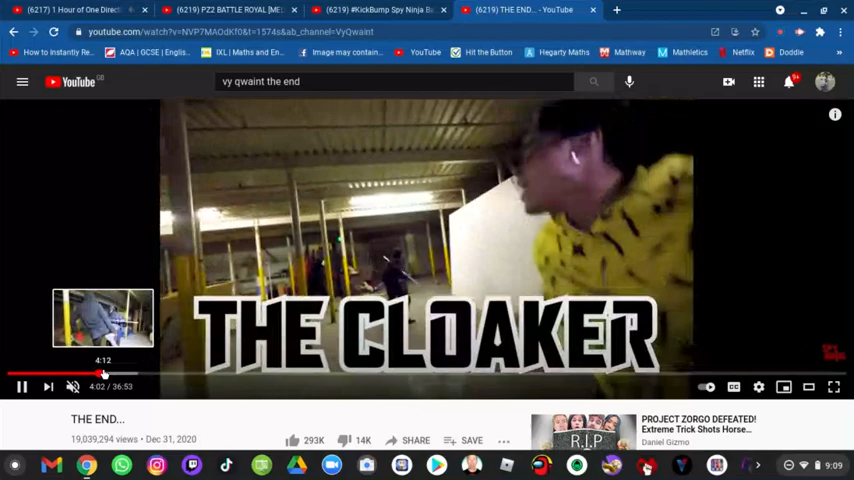 (6217) 1 Hour of One Directi
(6219) PZ2 BATTLE ROYAL [ME
(6219) #KickBump Spy Ninja Ba
(6219) THE END... - YouTube
youtube.com/watch?v=NVP7MAOdKf0&t=1574s&ab_channel=VyQwaint
How to Instantly Re...
AQA | GCSE | Englis...
IXL | Maths and En...
Image may contain...
YouTube
Hit the Button
Hegarty Maths
Mathway
Mathletics
Netflix
Doddle
YouTube GB
vy qwaint the end
9+
THE CLOAKER
4:12
4:02 / 36:53
THE END...
19,039,294 views • Dec 31, 2020
293K
14K
SHARE
SAVE
R.I.P
PROJECT ZORGO DEFEATED!
Extreme Trick Shots Horse...
Daniel Gizmo
9:09